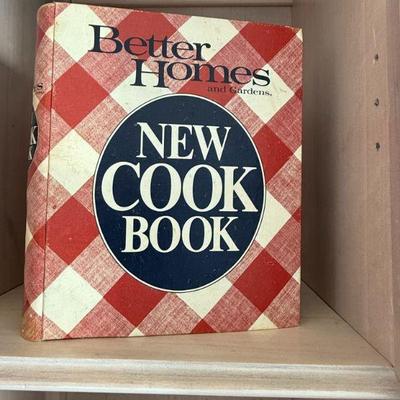 Better
Homes
and Gardens.
NEW
COOK
BOOK